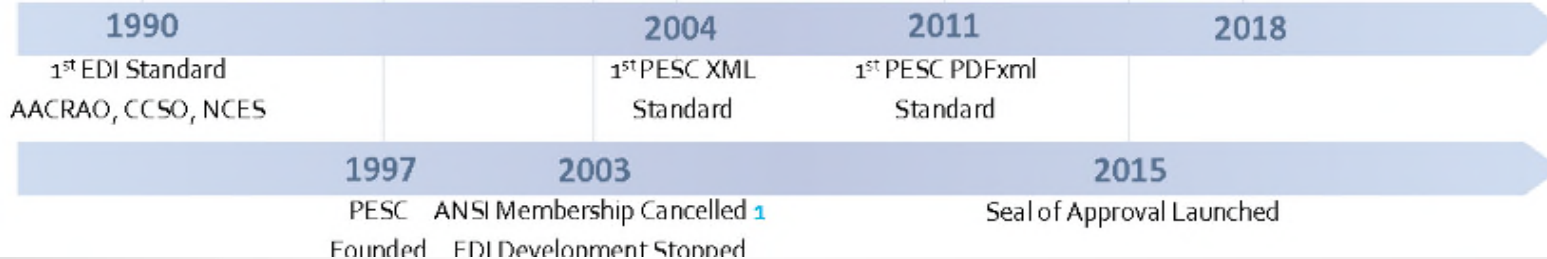 1990 2004 2011 2018
1st EDI Standard 1st PESC XML 1st PESC PDFxml
AACRAO, CCSO, NCES Standard Standard
1997 2003 2015
PESC ANSI Membership Cancelled 1 Seal of Approval Launched
Founded EDI Development Stopped